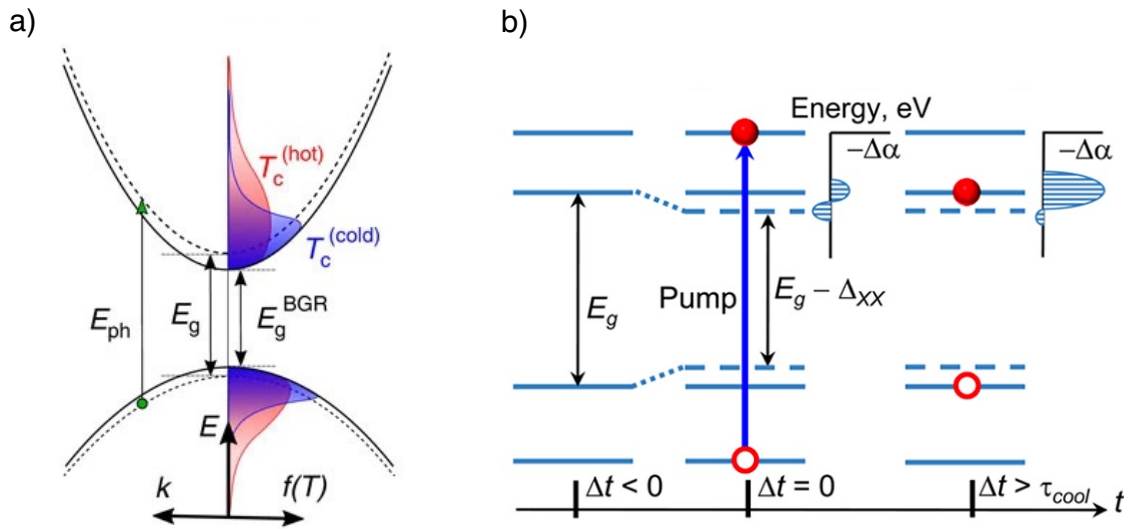 a)
T_c^(hot)
T_c^(cold)
E_ph
E_g
E_g^BGR
E
k
f(T)
b)
Energy, eV
−Δα
−Δα
E_g
Pump
E_g − Δ_XX
Δt < 0
Δt = 0
Δt > τ_cool
t